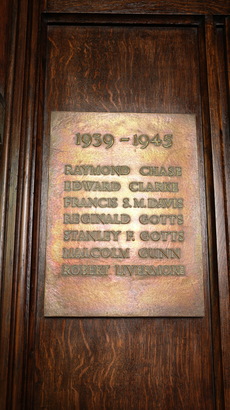 1939 - 1945
RAYMOND CHASE
EDWARD CLARKE
FRANCIS S. M. DAVIS
REGINALD GOTTS
STANLEY F. GOTTS
MALCOLM GUNN
ROBERT LIVERMORE